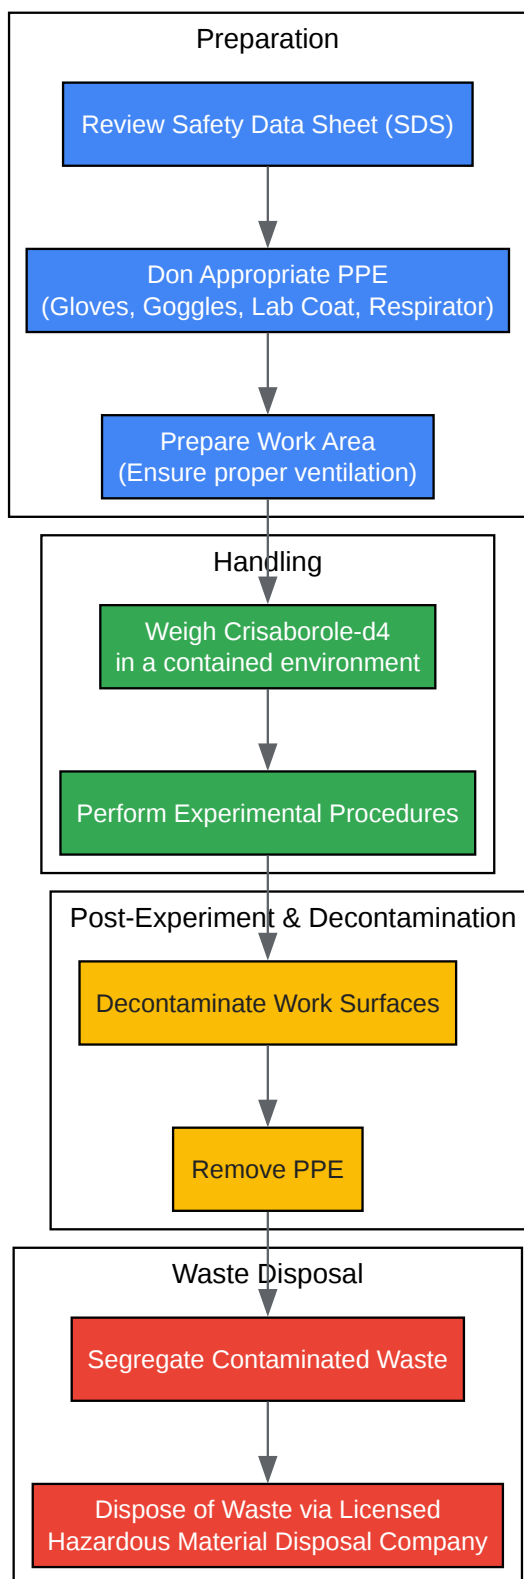 Preparation
Review Safety Data Sheet (SDS)
Don Appropriate PPE
(Gloves, Goggles, Lab Coat, Respirator)
Prepare Work Area
(Ensure proper ventilation)
Handling
Weigh Crisaborole-d4
in a contained environment
Perform Experimental Procedures
Post-Experiment & Decontamination
Decontaminate Work Surfaces
Remove PPE
Waste Disposal
Segregate Contaminated Waste
Dispose of Waste via Licensed
Hazardous Material Disposal Company